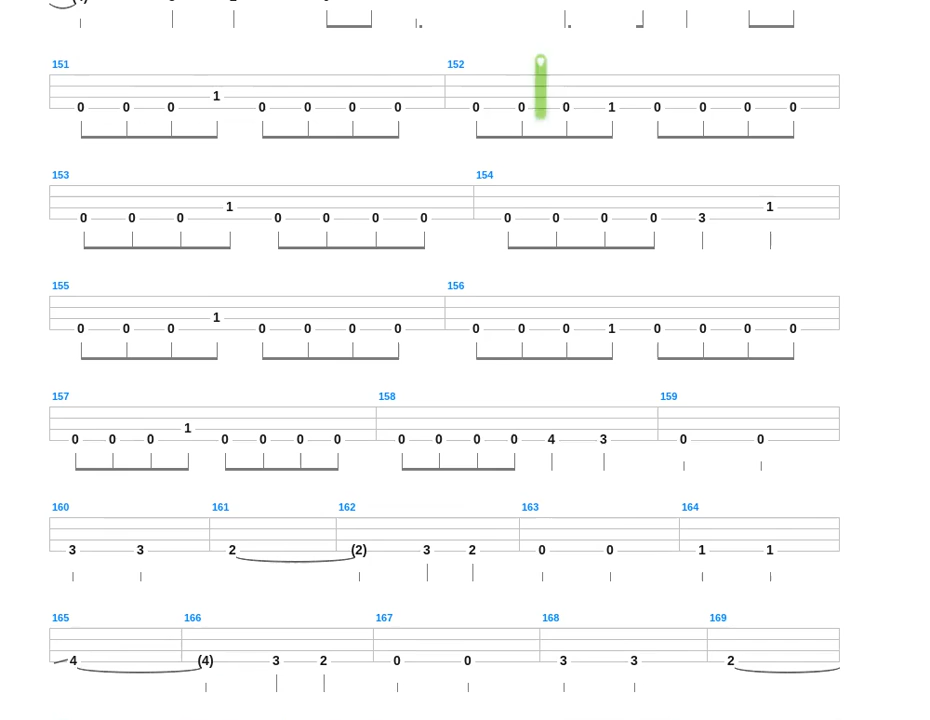 151 152
1
0 0 0 0 0 0 0 0 0 0 1 0 0 0 0
153 154
1 1
0 0 0 0 0 0 0 0 0 0 0 3
155 156
1
0 0 0 0 0 0 0 0 0 0 1 0 0 0 0
157 158 159
1
0 0 0 0 0 0 0 0 0 0 0 4 3 0 0
160 161 162 163 164
3 3 2 (2) 3 2 0 0 1 1
165 166 167 168 169
4 (4) 3 2 0 0 3 3 2